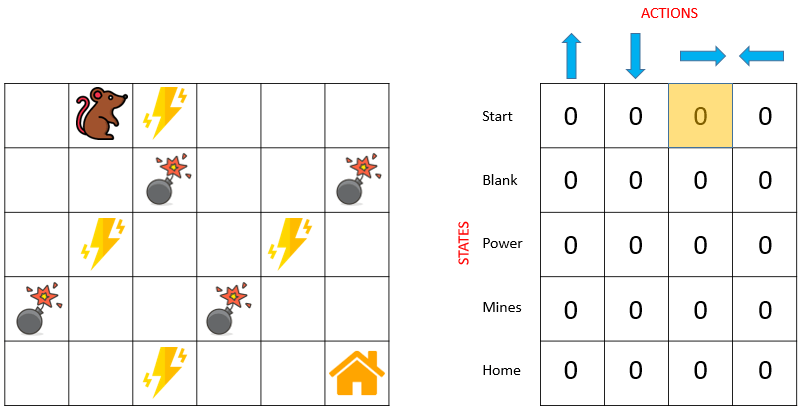 ACTIONS
Start 0 0 0 0
Blank 0 0 0 0
Power 0 0 0 0
Mines 0 0 0 0
Home 0 0 0 0
STATES